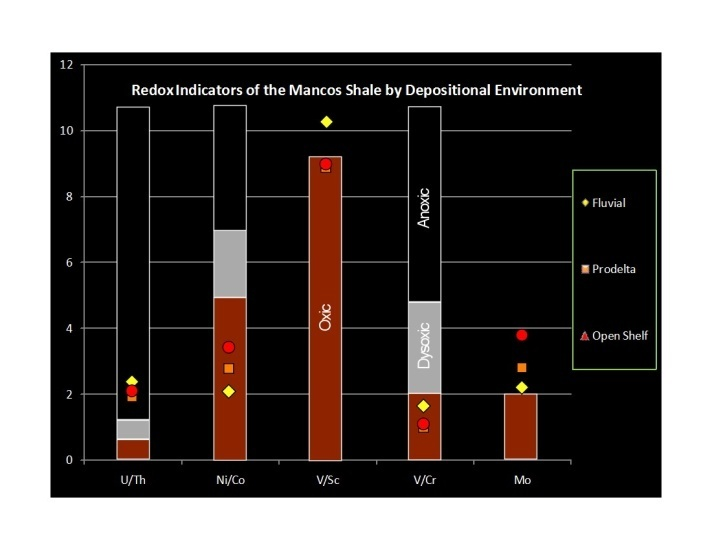 Redox Indicators of the Mancos Shale by Depositional Environment
12
10
8
6
4
2
0
Anoxic
Dysoxic
Oxic
U/Th
Ni/Co
V/Sc
V/Cr
Mo
Fluvial
Prodelta
Open Shelf